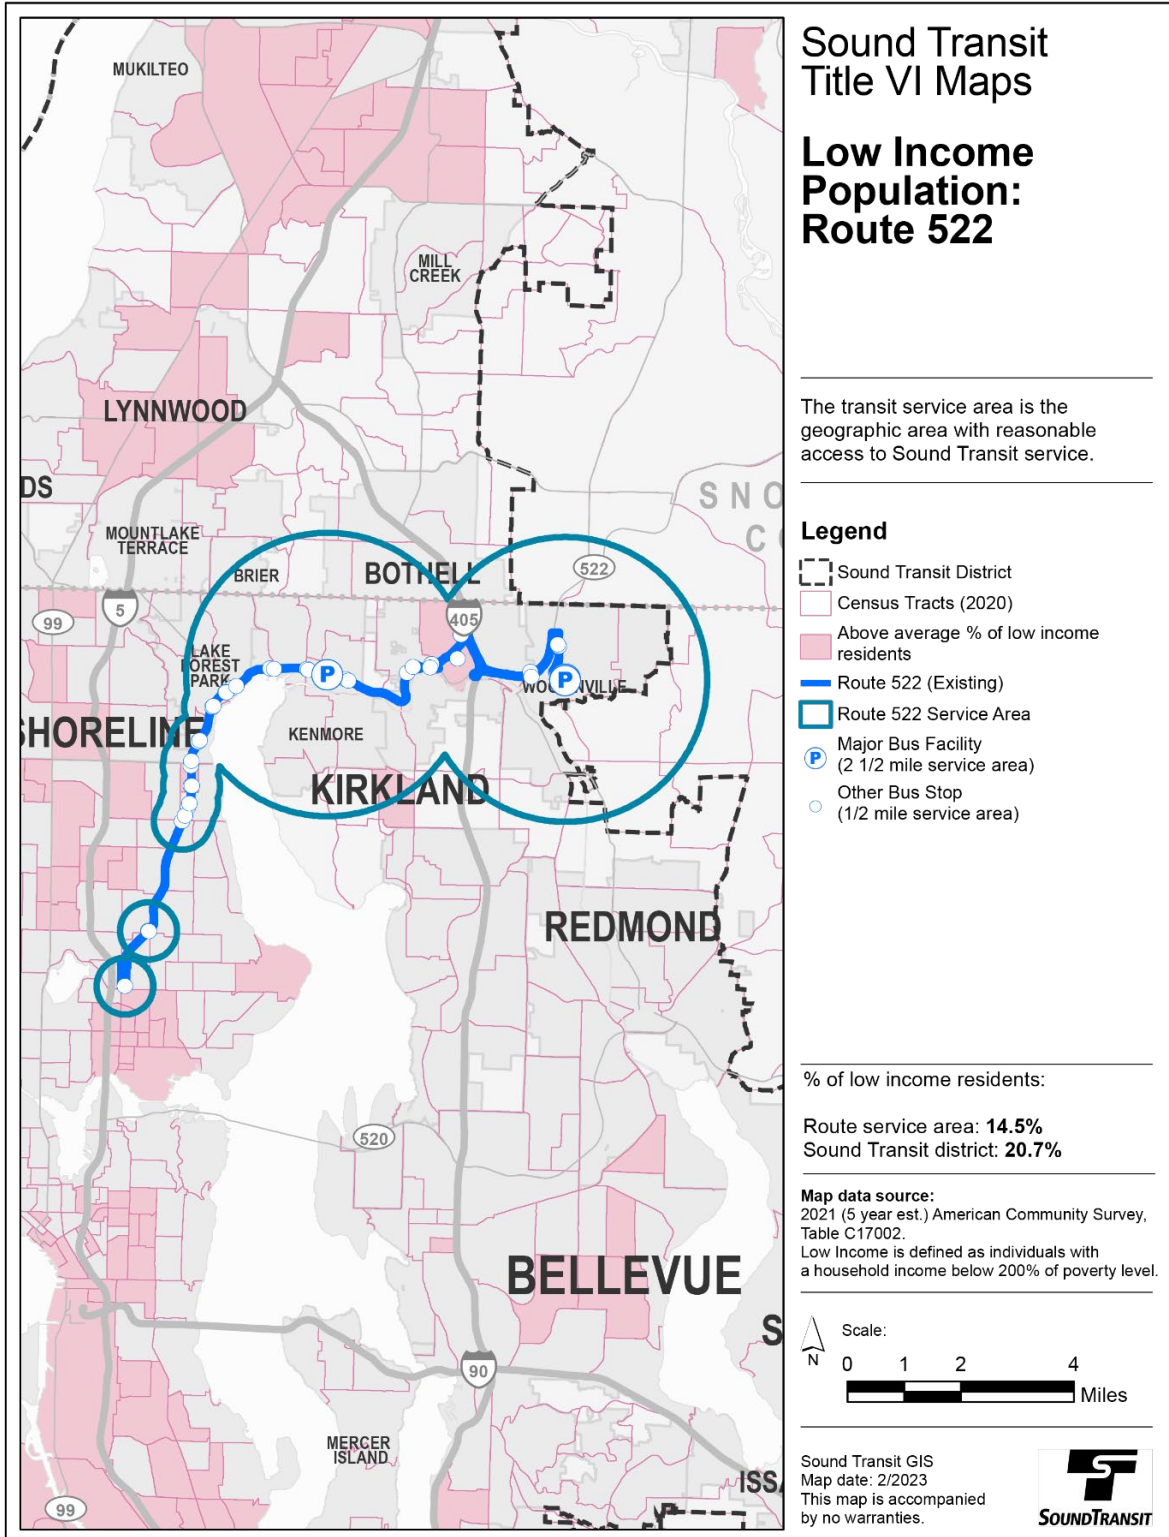 Sound Transit
Title VI Maps
Low Income
Population:
Route 522
The transit service area is the
geographic area with reasonable
access to Sound Transit service.
Legend
Sound Transit District
Census Tracts (2020)
Above average % of low income
residents
Route 522 (Existing)
Route 522 Service Area
P
Major Bus Facility
(2 1/2 mile service area)
Other Bus Stop
(1/2 mile service area)
% of low income residents:
Route service area: 14.5%
Sound Transit district: 20.7%
Map data source:
2021 (5 year est.) American Community Survey,
Table C17002.
Low Income is defined as individuals with
a household income below 200% of poverty level.
N
Scale:
0 1 2 4
Miles
Sound Transit GIS
Map date: 2/2023
This map is accompanied
by no warranties.
SOUNDTRANSIT
MUKILTEO
MILL
CREEK
LYNNWOOD
DS
SNO
CO
MOUNTLAKE
TERRACE
BRIER
BOTHELL
522
5
99
405
LAKE
FOREST
PARK
P
WOODINVILLE
P
SHORELINE
KENMORE
KIRKLAND
REDMOND
520
BELLEVUE
S
90
MERCER
ISLAND
ISSA
99